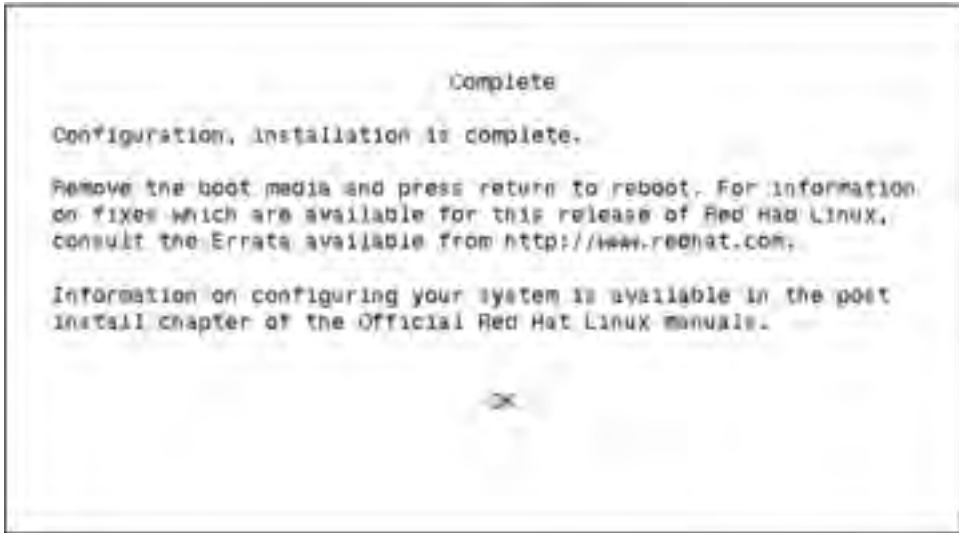 Complete
Configuration, installation is complete.
Remove the boot media and press return to reboot. For information
on fixes which are available for this release of Red Had Linux,
consult the Errata available from http://www.redhat.com.
Information on configuring your system is available in the post
install chapter of the Official Red Hat Linux manuals.
OK